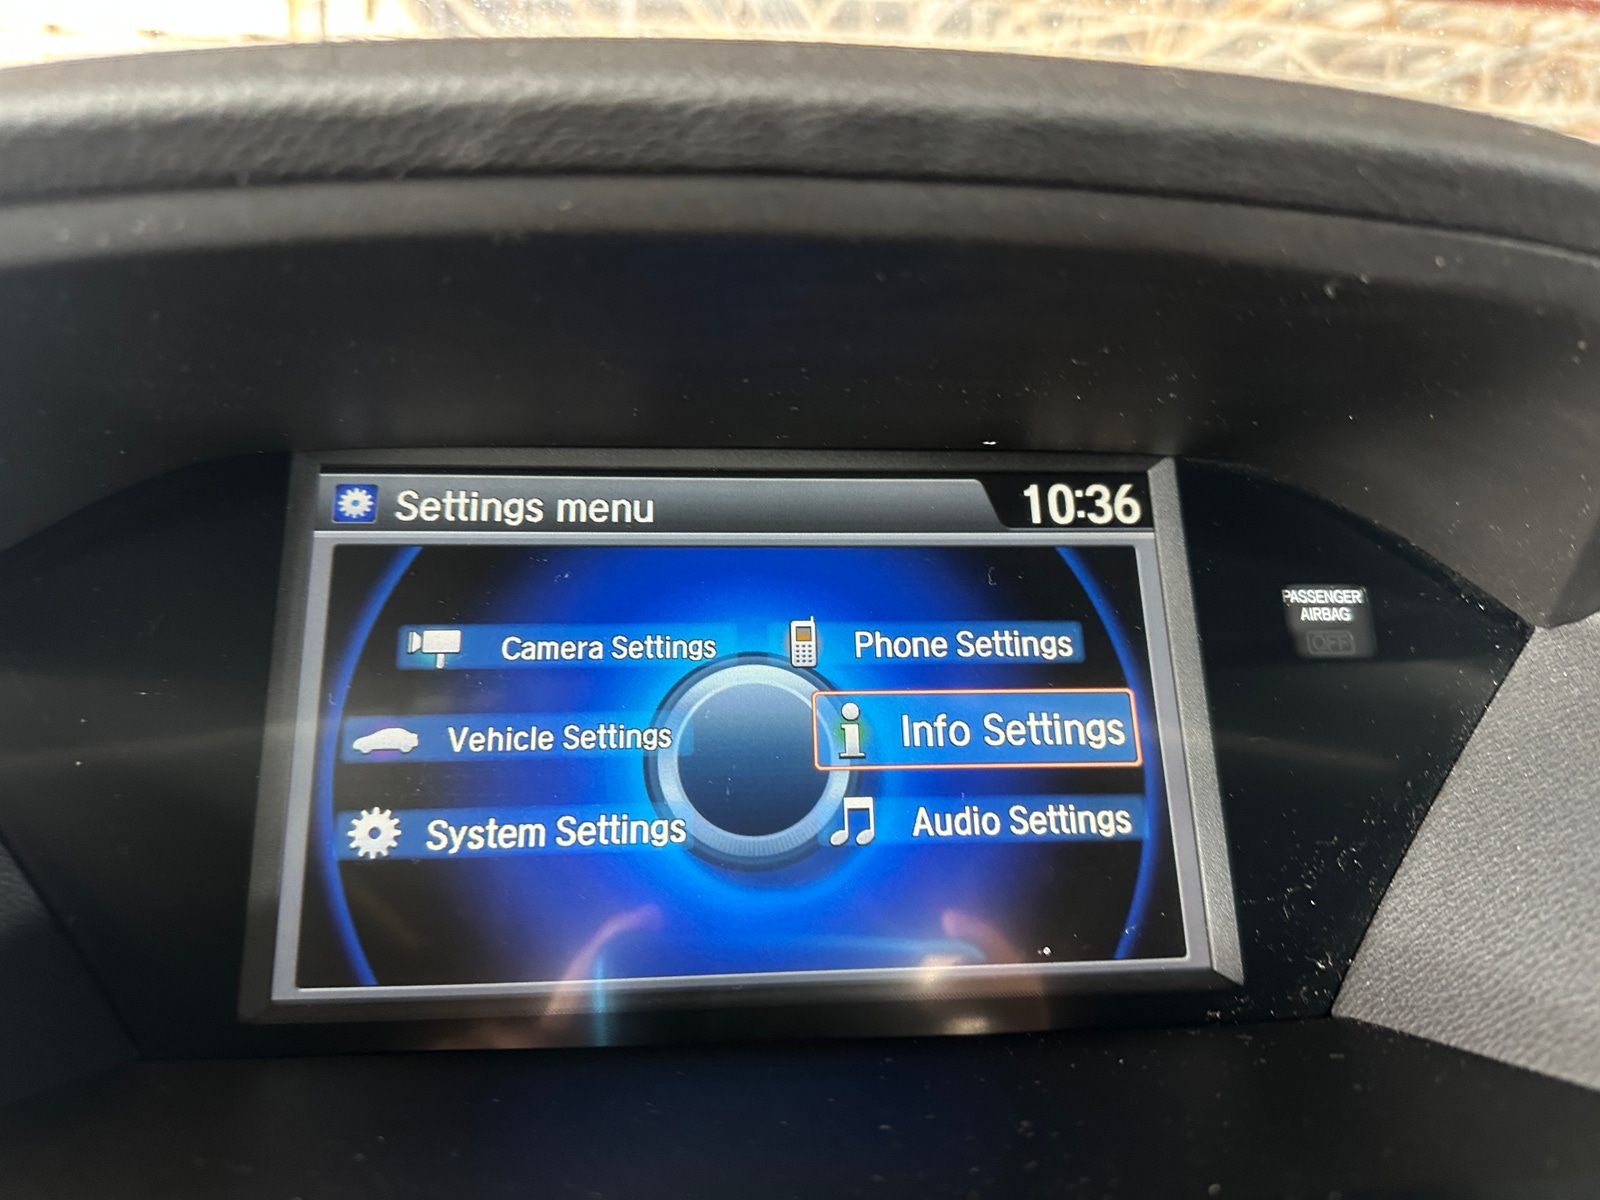 Settings menu
10:36
Camera Settings
Phone Settings
Vehicle Settings
Info Settings
System Settings
Audio Settings
PASSENGER
AIRBAG
OFF